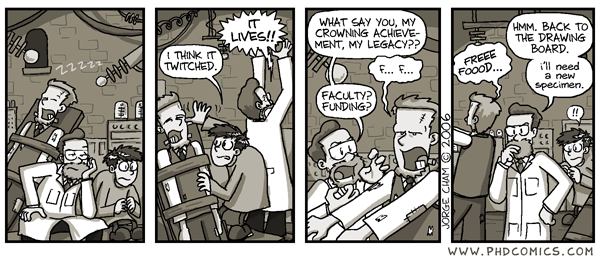 zzzzz
IT
LIVES!!
I THINK IT
TWITCHED.
WHAT SAY YOU, MY
CROWNING ACHIEVE-
MENT, MY LEGACY??
F... F...
FACULTY?
FUNDING?
JORGE CHAM © 2006
FREEE
FOOOD...
HMM. BACK TO
THE DRAWING
BOARD.
i'll need
a new
specimen.
!!
WWW.PHDCOMICS.COM